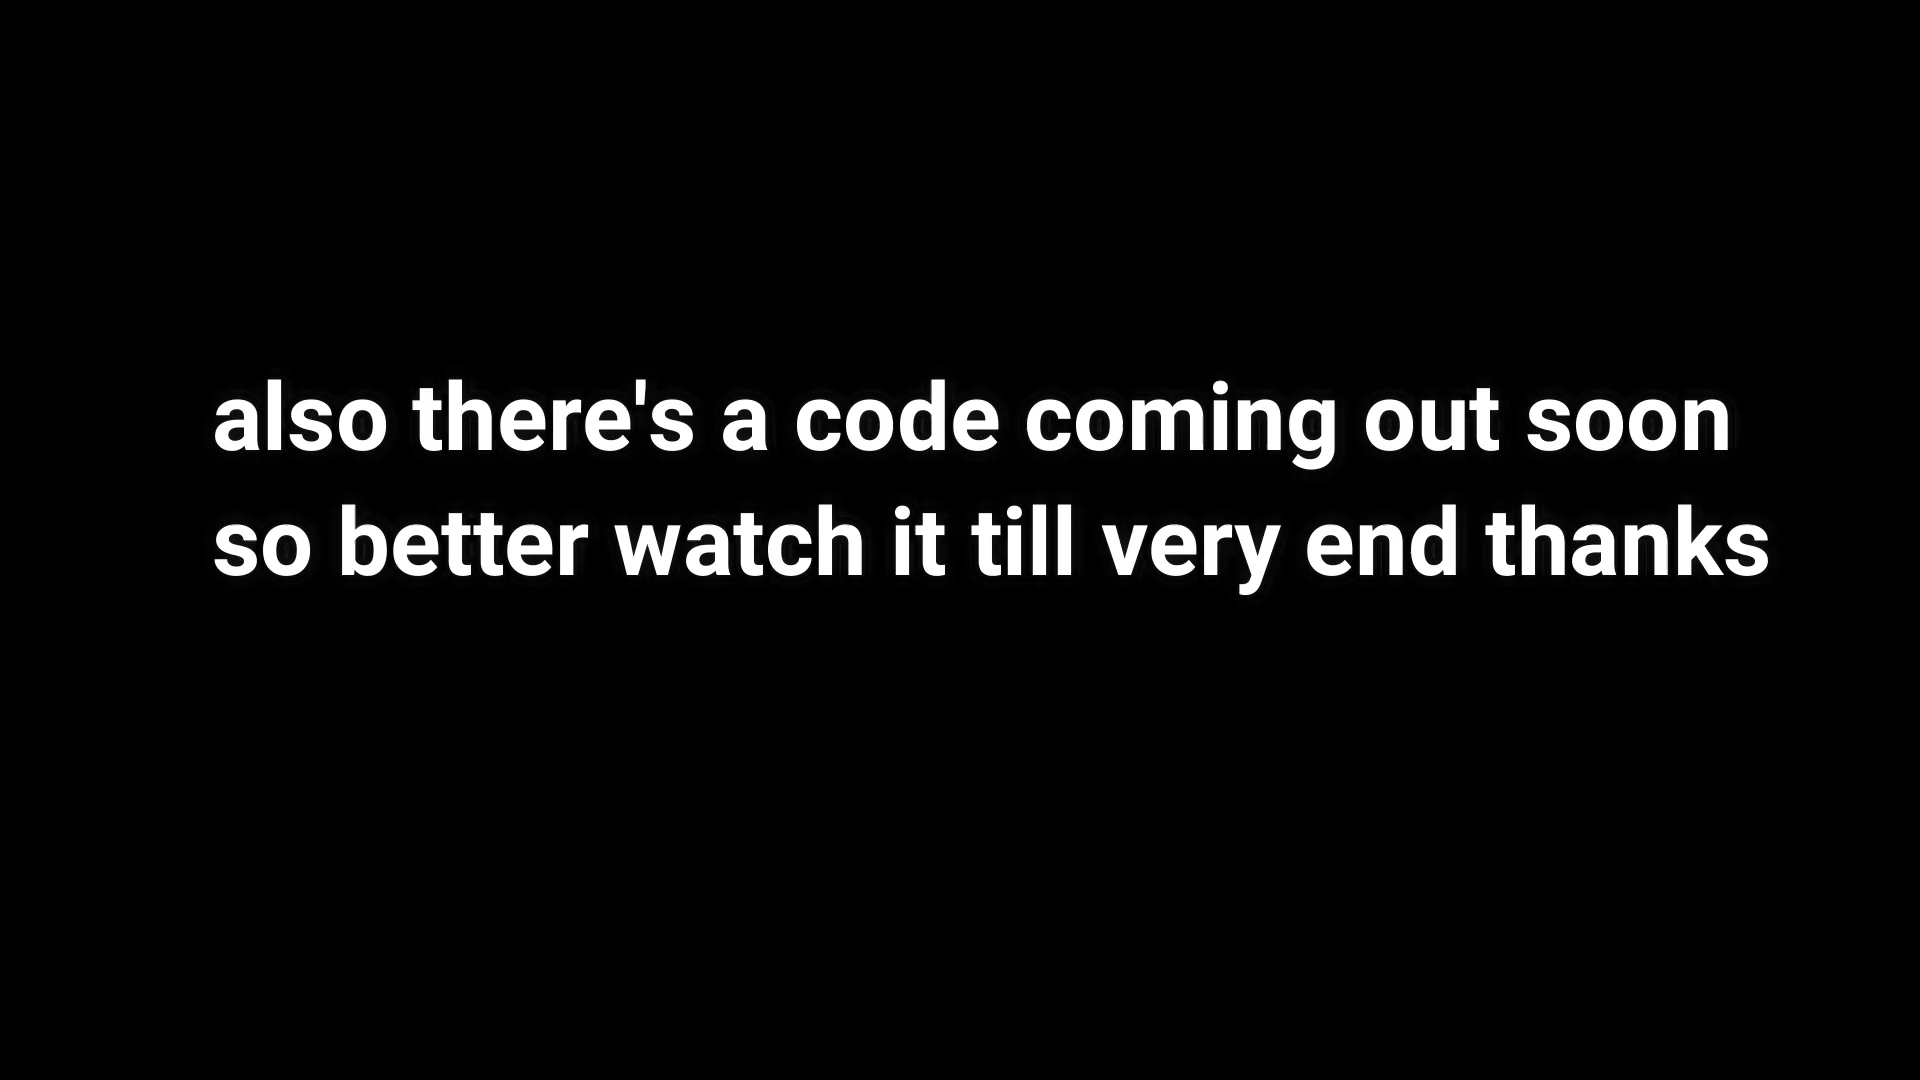 also there's a code coming out soon
so better watch it till very end thanks